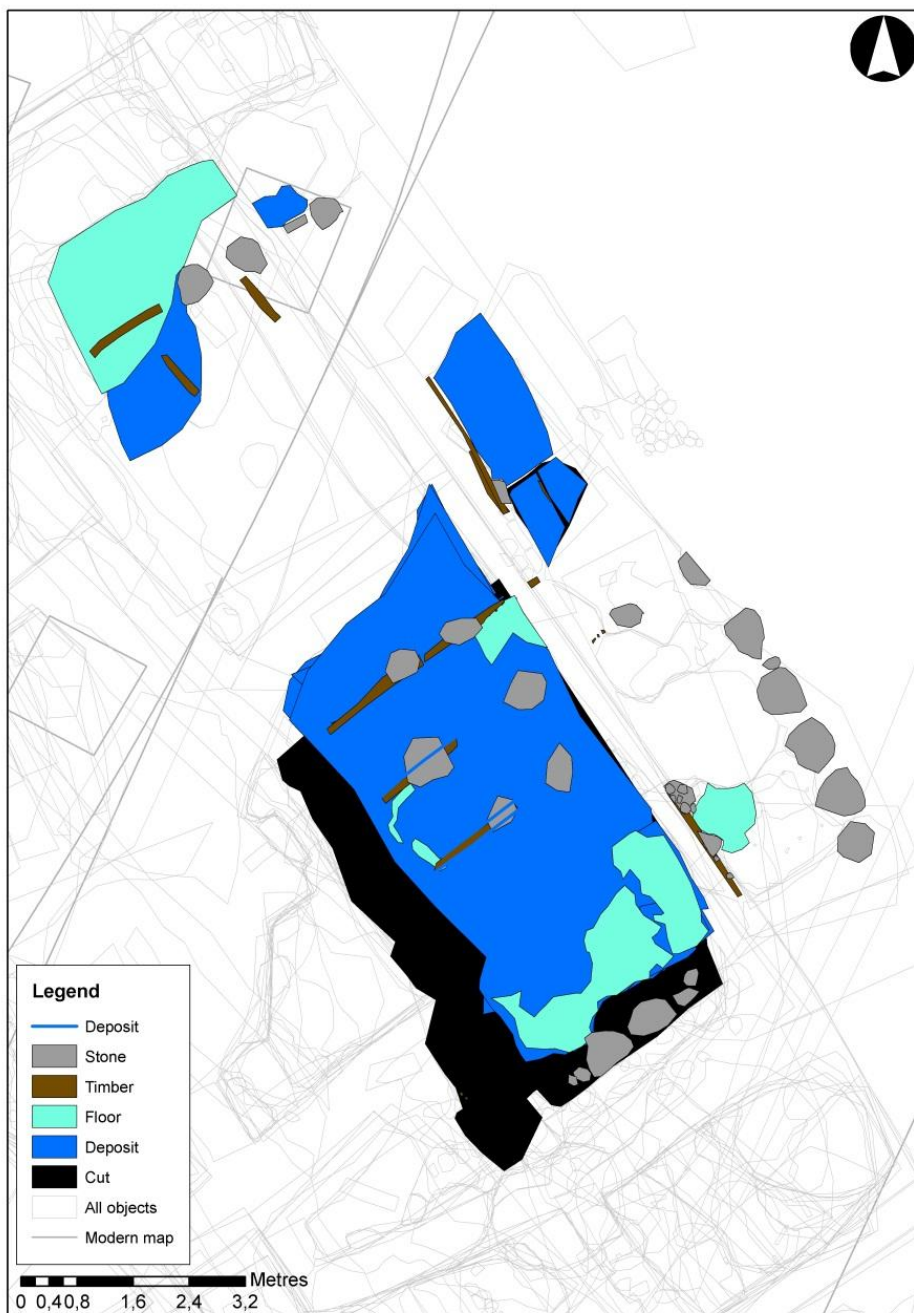 Legend
Deposit
Stone
Timber
Floor
Deposit
Cut
All objects
Modern map
Metres
0 0,40,8 1,6 2,4 3,2